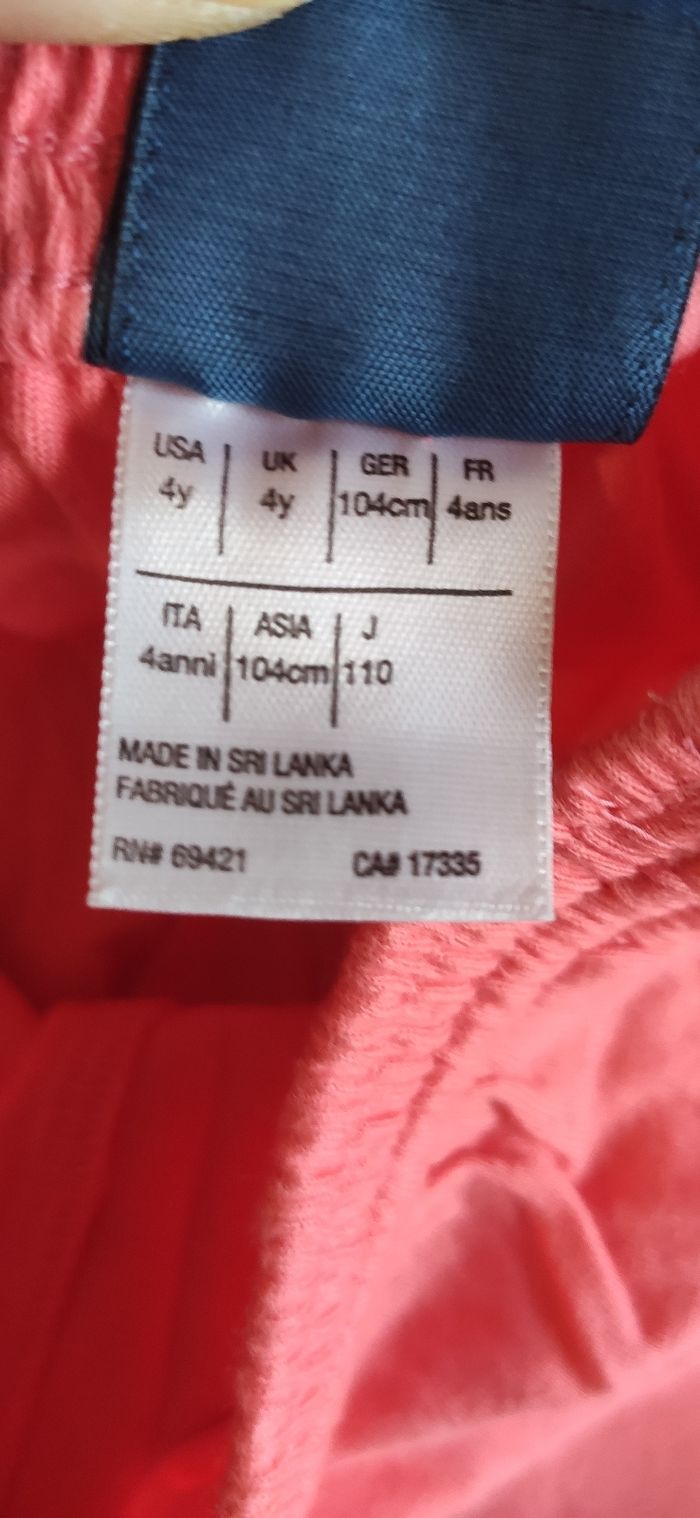 USA UK GER FR
4y 4y 104cm 4ans
ITA ASIA J
4anni 104cm 110
MADE IN SRI LANKA
FABRIQUÉ AU SRI LANKA
RN# 69421 CA# 17335